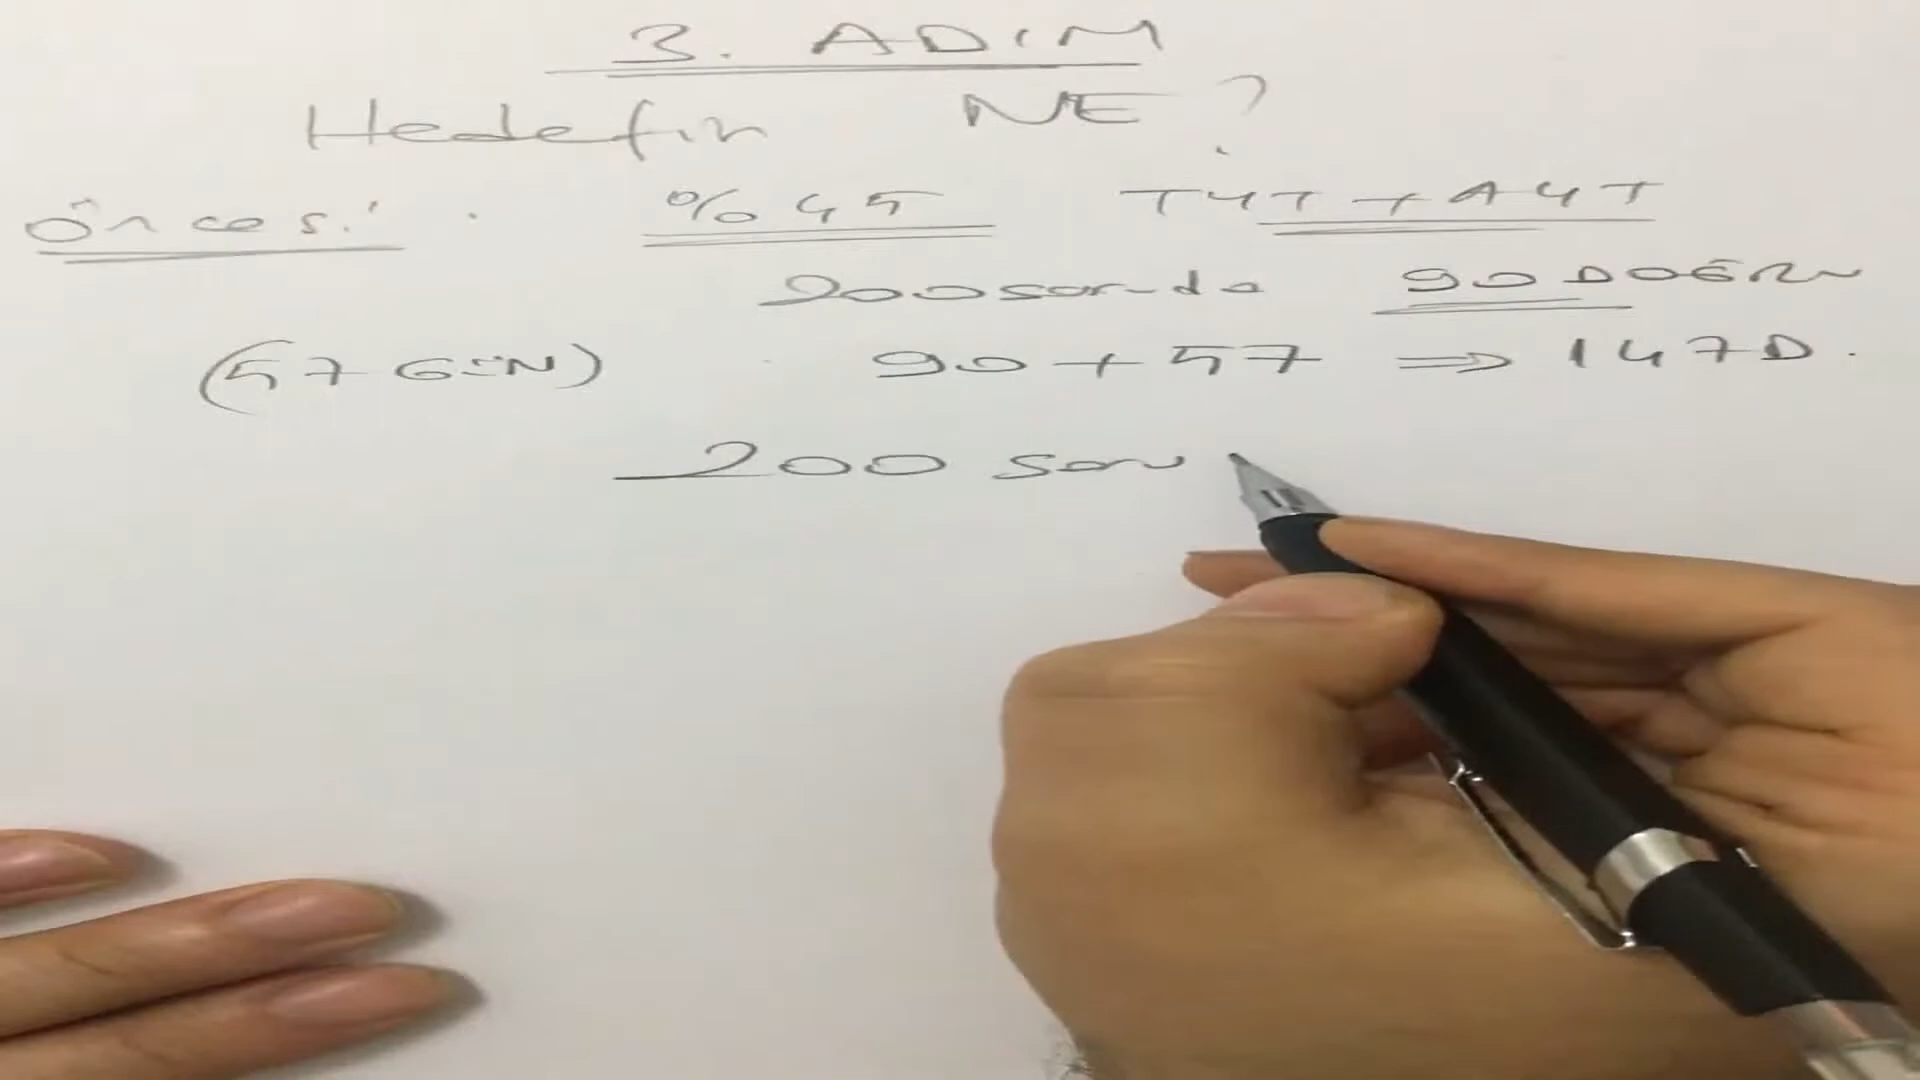 3. ADIM
Hedefin NE?
Öncesi . %45 TYT + AYT
200 soruda 90 DOĞRU
(57 GÜN) 90 + 57 ⇒ 147D.
200 soru